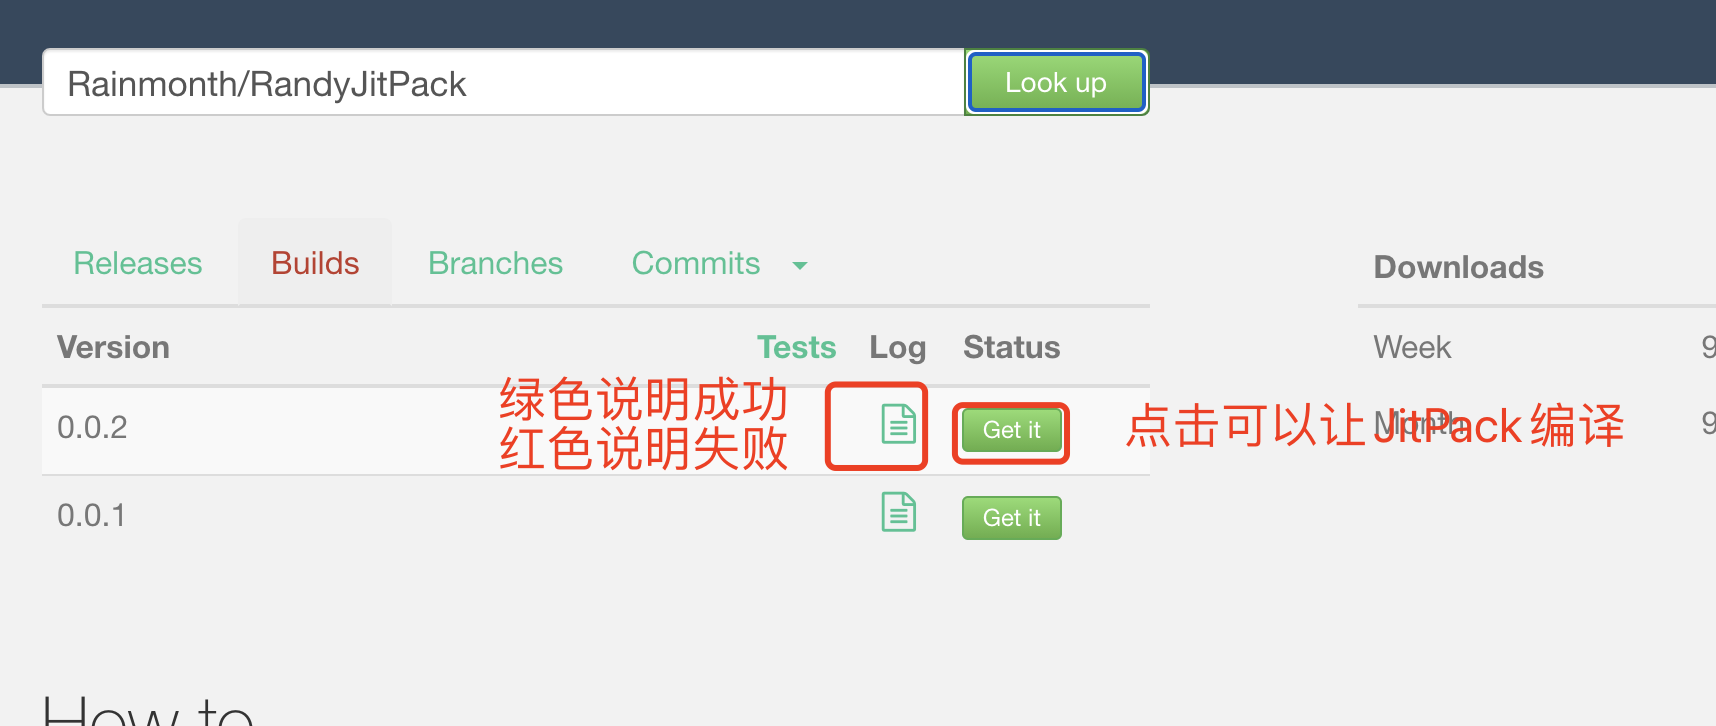 Rainmonth/RandyJitPack
Look up
Releases
Builds
Branches
Commits
Downloads
Version
Tests
Log
Status
Week
9
绿色说明成功
红色说明失败
0.0.2
Get it
点击可以让JitPack编译
Month
9
0.0.1
Get it
How to